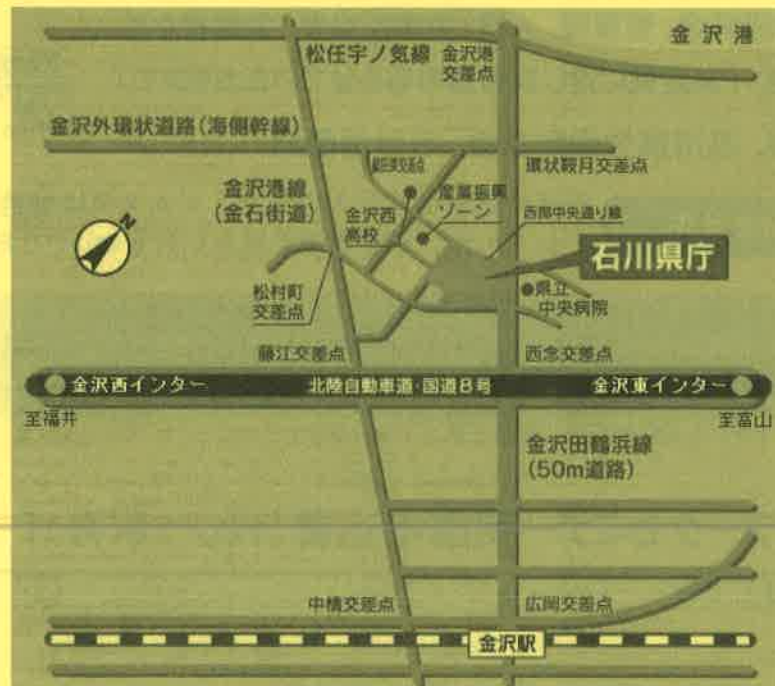 金沢港
松任宇ノ気線
金沢港
交差点
金沢外環状道路(海側幹線)
環状鞍月交差点
金沢港線
(金石街道)
金沢西
高校
産業振興
ゾーン
西部中央通り線
石川県庁
松村町
交差点
県立
中央病院
藤江交差点
西念交差点
金沢西インター
北陸自動車道・国道8号
金沢東インター
至福井
至富山
金沢田鶴浜線
(50m道路)
中橋交差点
広岡交差点
金沢駅
N